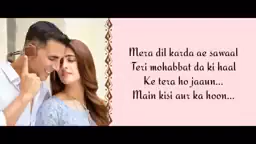 Mera dil karda ae sawaal
Teri mohabbat da ki haal
Ke tera ho jaaun...
Main kisi aur ka hoon...